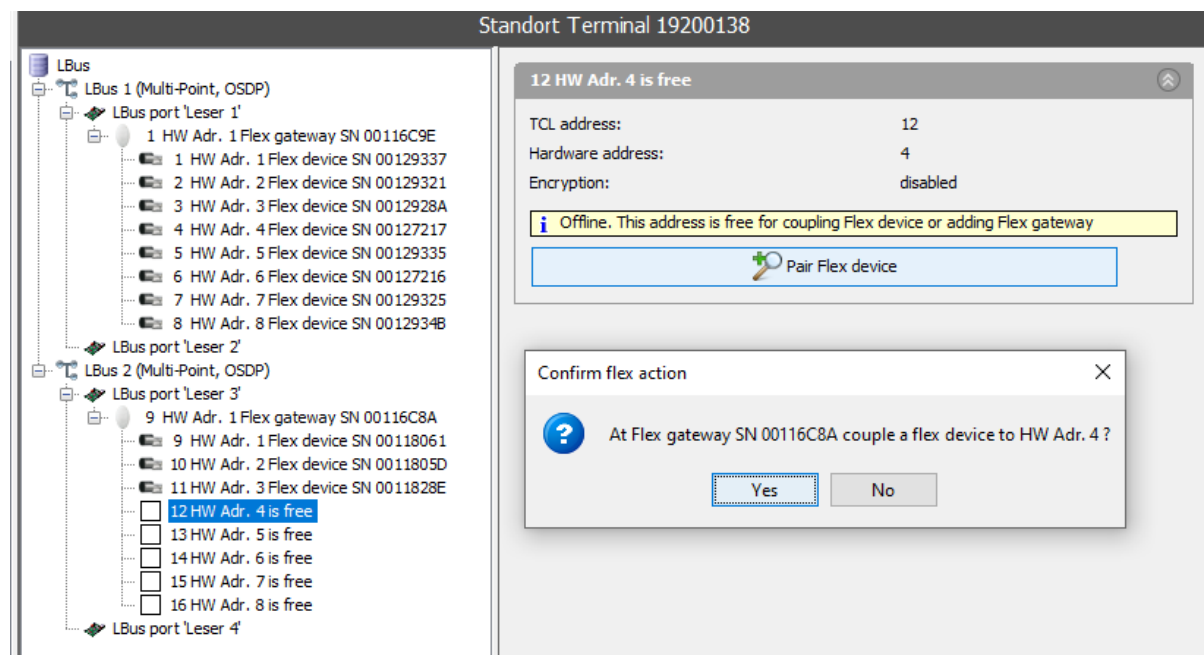 Standort Terminal 19200138
LBus
LBus 1 (Multi-Point, OSDP)
LBus port 'Leser 1'
1 HW Adr. 1 Flex gateway SN 00116C9E
1 HW Adr. 1 Flex device SN 00129337
2 HW Adr. 2 Flex device SN 00129321
3 HW Adr. 3 Flex device SN 0012928A
4 HW Adr. 4 Flex device SN 00127217
5 HW Adr. 5 Flex device SN 00129335
6 HW Adr. 6 Flex device SN 00127216
7 HW Adr. 7 Flex device SN 00129325
8 HW Adr. 8 Flex device SN 0012934B
LBus port 'Leser 2'
LBus 2 (Multi-Point, OSDP)
LBus port 'Leser 3'
9 HW Adr. 1 Flex gateway SN 00116C8A
9 HW Adr. 1 Flex device SN 00118061
10 HW Adr. 2 Flex device SN 0011805D
11 HW Adr. 3 Flex device SN 0011828E
12 HW Adr. 4 is free
13 HW Adr. 5 is free
14 HW Adr. 6 is free
15 HW Adr. 7 is free
16 HW Adr. 8 is free
LBus port 'Leser 4'
12 HW Adr. 4 is free
TCL address: 12
Hardware address: 4
Encryption: disabled
Offline. This address is free for coupling Flex device or adding Flex gateway
Pair Flex device
Confirm flex action
At Flex gateway SN 00116C8A couple a flex device to HW Adr. 4 ?
Yes No